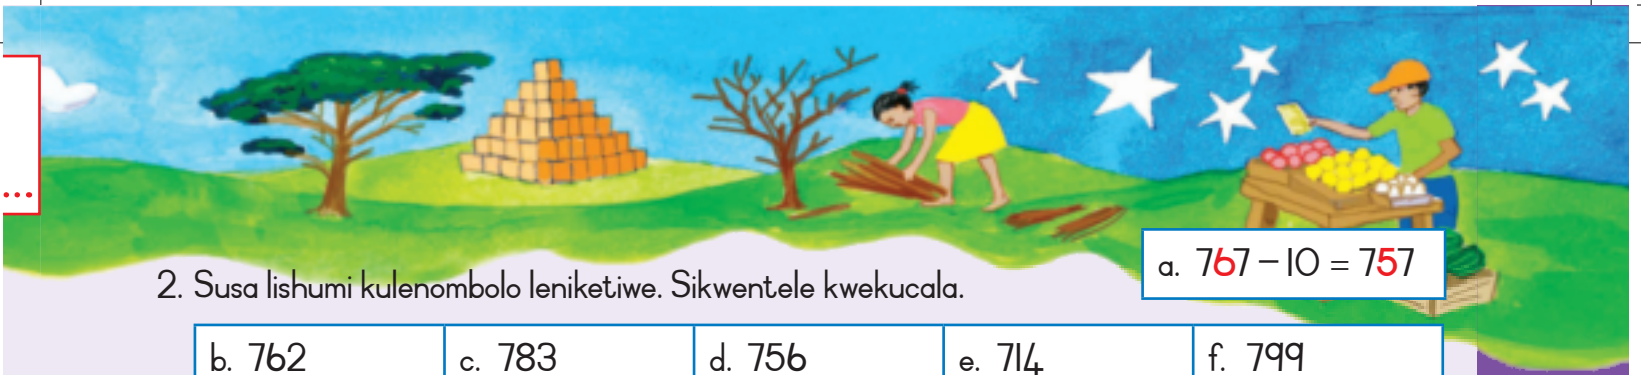 ...
a. 767 – 10 = 757
2. Susa lishumi kulenombolo leniketiwe. Sikwentele kwekucala.
b. 762 c. 783 d. 756 e. 714 f. 799